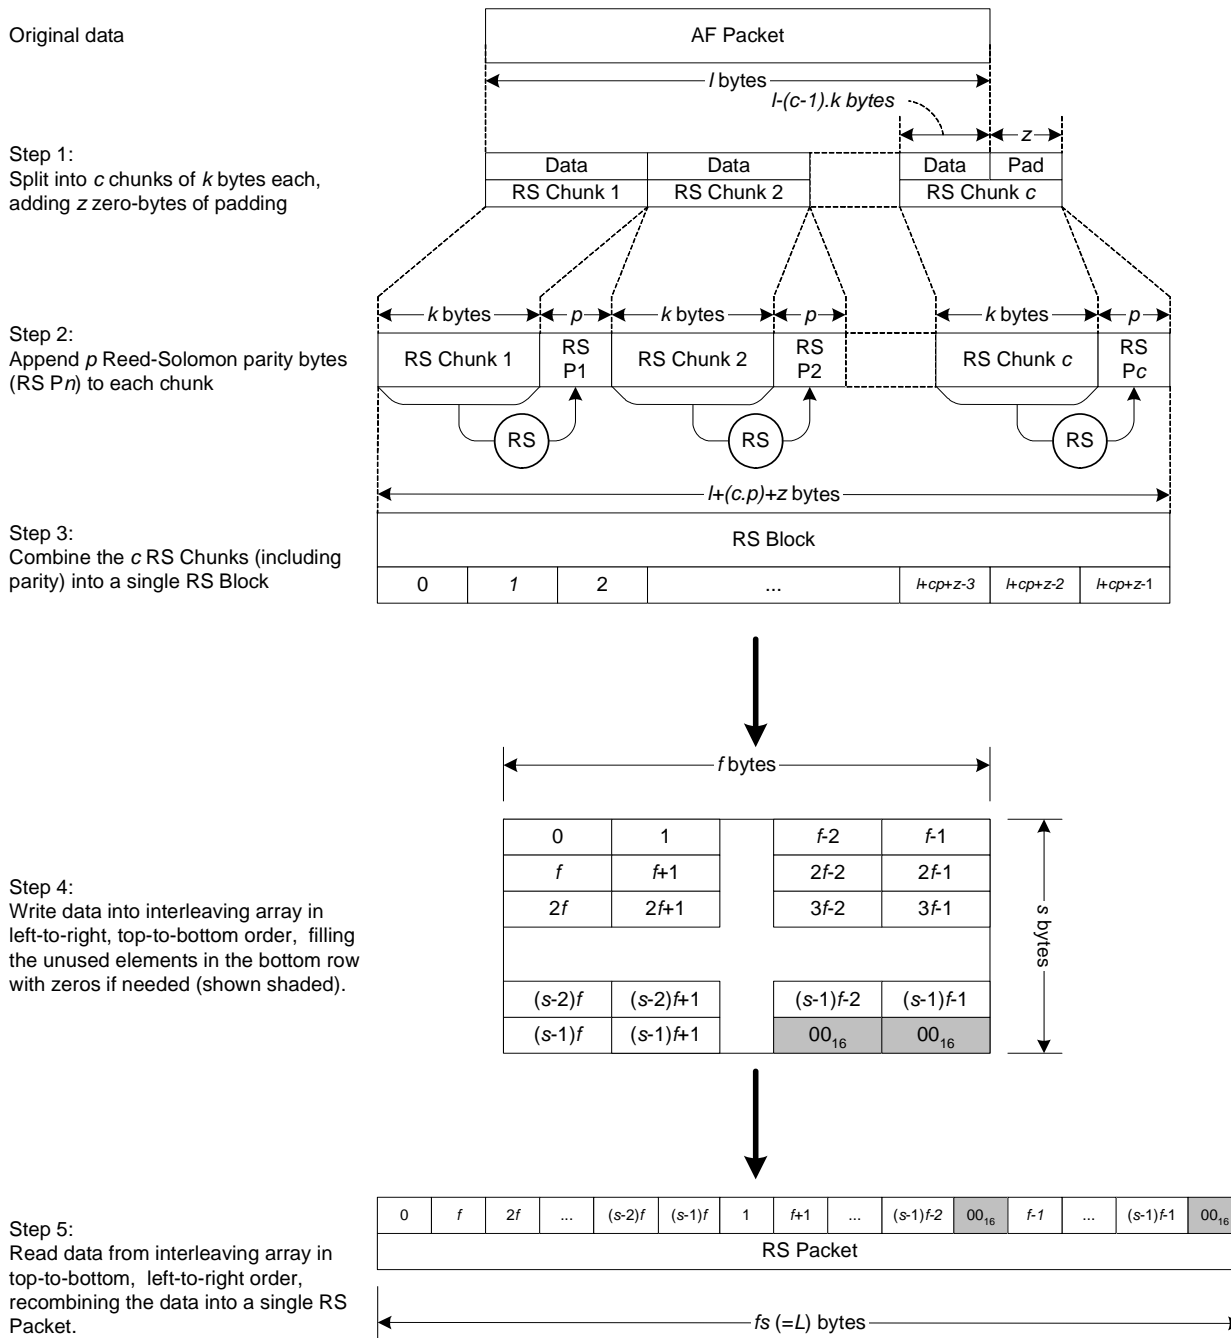 Original data
AF Packet
l bytes
l-(c-1).k bytes
z
Step 1:
Split into c chunks of k bytes each,
adding z zero-bytes of padding
Data Data Data Pad
RS Chunk 1 RS Chunk 2 RS Chunk c
k bytes p k bytes p k bytes p
Step 2:
Append p Reed-Solomon parity bytes
(RS Pn) to each chunk
RS Chunk 1 RS P1 RS Chunk 2 RS P2 RS Chunk c RS Pc
RS RS RS
l+(c.p)+z bytes
Step 3:
Combine the c RS Chunks (including
parity) into a single RS Block
RS Block
0 1 2 ... l+cp+z-3 l+cp+z-2 l+cp+z-1
f bytes
0 1 f-2 f-1
f f+1 2f-2 2f-1
2f 2f+1 3f-2 3f-1
s bytes
Step 4:
Write data into interleaving array in
left-to-right, top-to-bottom order, filling
the unused elements in the bottom row
with zeros if needed (shown shaded).
(s-2)f (s-2)f+1 (s-1)f-2 (s-1)f-1
(s-1)f (s-1)f+1 00₁₆ 00₁₆
0 f 2f ... (s-2)f (s-1)f 1 f+1 ... (s-1)f-2 00₁₆ f-1 ... (s-1)f-1 00₁₆
RS Packet
Step 5:
Read data from interleaving array in
top-to-bottom, left-to-right order,
recombining the data into a single RS
Packet.
fs (=L) bytes